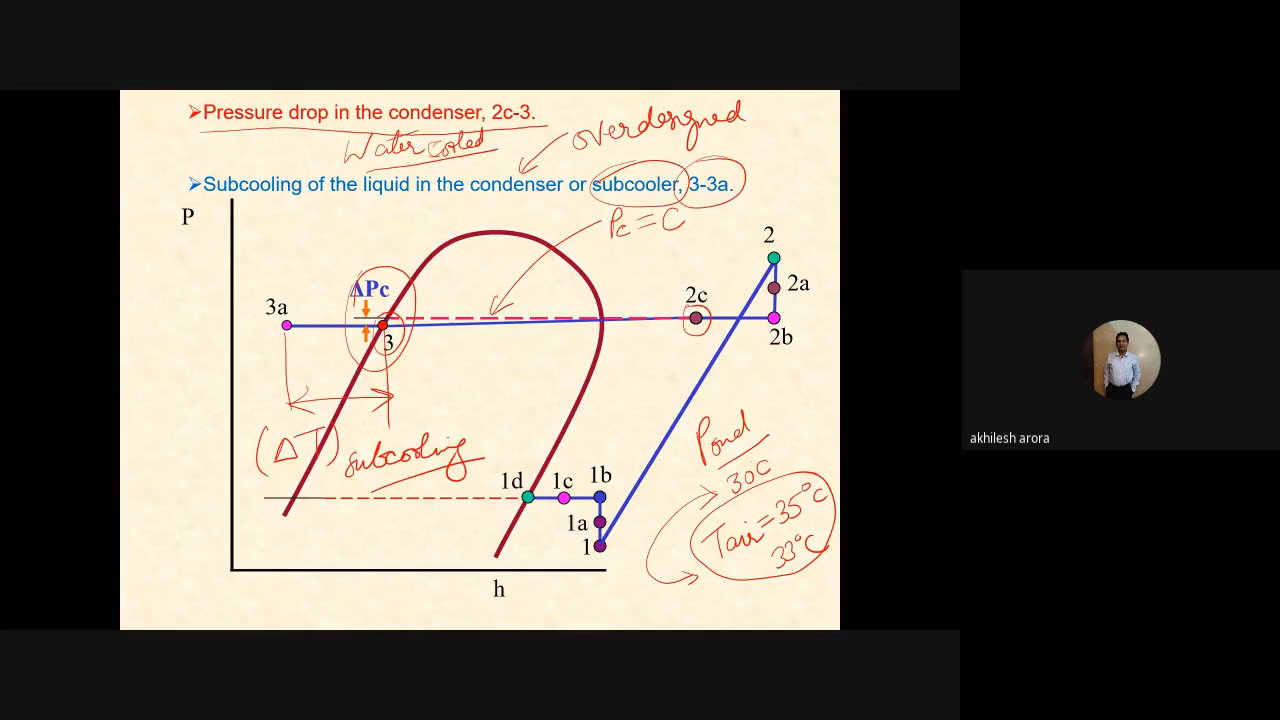 ➢Pressure drop in the condenser, 2c-3.
Water cooled
overdesigned
➢Subcooling of the liquid in the condenser or subcooler, 3-3a.
P
Pc = C
2
ΔPc
2a
3a
2c
3
2b
(ΔT) subcooling
Pond
30C
1d
1c
1b
Tair = 35°C
33°C
1a
1
h
akhilesh arora